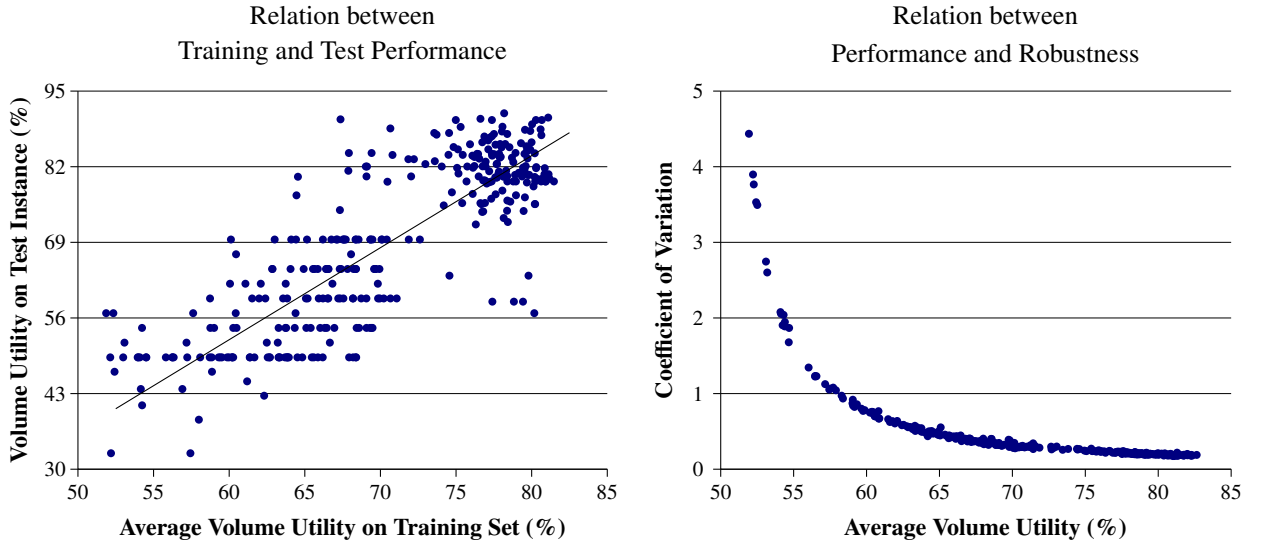 Relation between
Training and Test Performance
Volume Utility on Test Instance (%)
95
82
69
56
43
30
50 55 60 65 70 75 80 85
Average Volume Utility on Training Set (%)
Relation between
Performance and Robustness
Coefficient of Variation
5
4
3
2
1
0
50 55 60 65 70 75 80 85
Average Volume Utility (%)